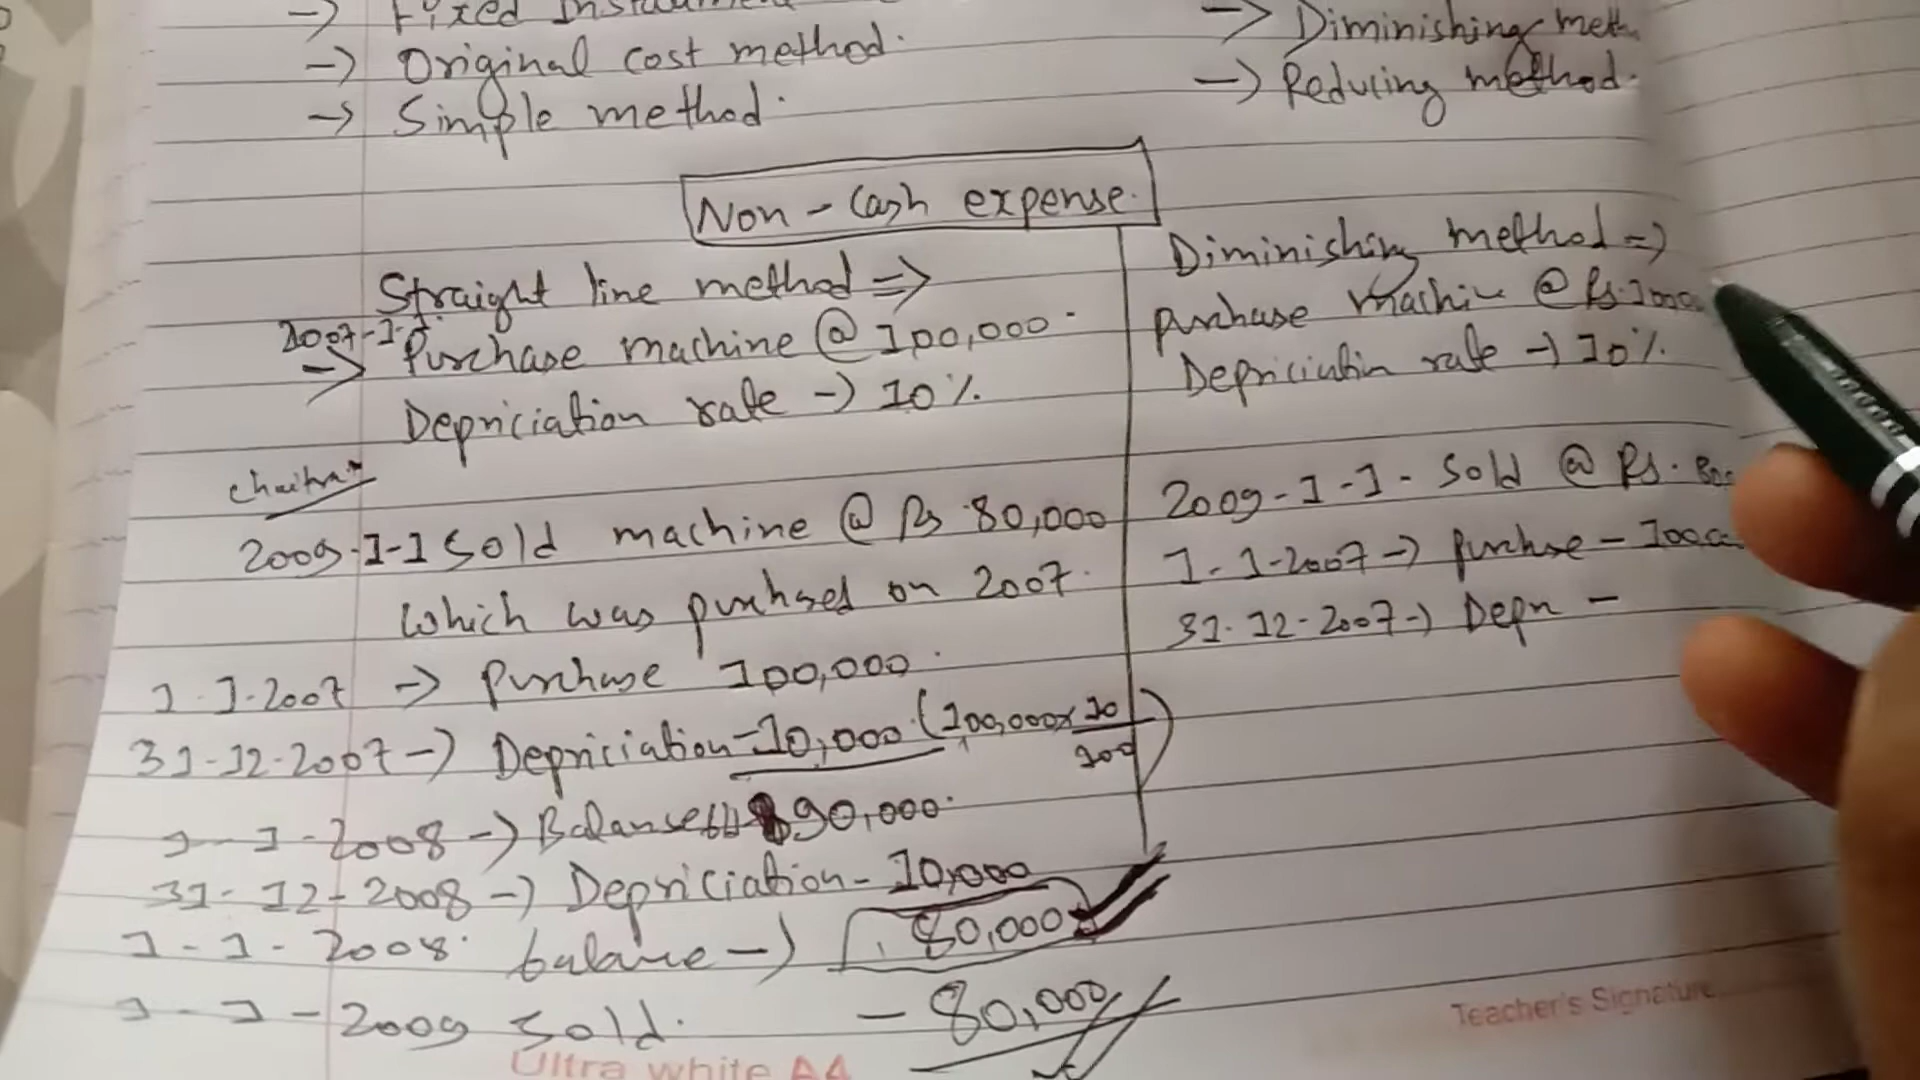 -> Fixed
-> Original cost method.
-> Simple method.
-> Diminishing
-> Reducing method.
Non-Cash expense.
Straight line method =>
2007-1-1
-> Purchase machine @ 100,000.
Depriciation rate -> 10%.
2009-1-1 Sold machine @ Rs 80,000
Which was purchased on 2007.
1.1.2007 -> Purchase 100,000.
31-12-2007 -> Depriciation - 10,000 (100,000 x 10/100)
1-1-2008 -> Balance 90,000.
31-12-2008 -> Depriciation - 10,000
1-1-2008. balance -> 80,000
1-1-2009 Sold. - 80,000
Diminishing method =>
purchase Machine @ Rs.
Depriciation rate -> 10%.
2009-1-1- Sold @ Rs.
1-1-2007 -> purchase -
31-12-2007 -> Depn -
Teacher's Signature
Ultra white A4